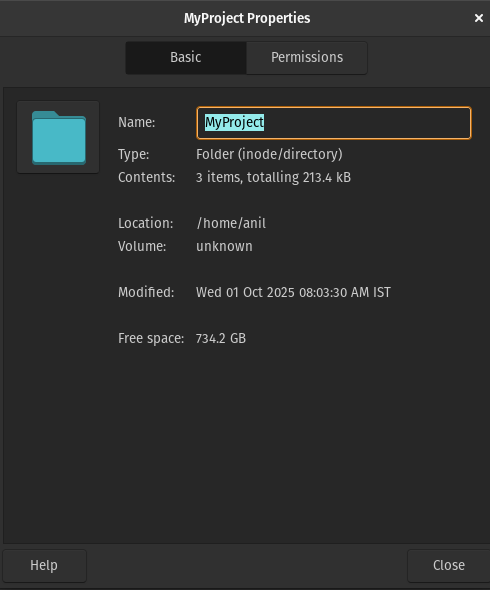 MyProject Properties
×
Basic Permissions
Name: MyProject
Type: Folder (inode/directory)
Contents: 3 items, totalling 213.4 kB
Location: /home/anil
Volume: unknown
Modified: Wed 01 Oct 2025 08:03:30 AM IST
Free space: 734.2 GB
Help Close